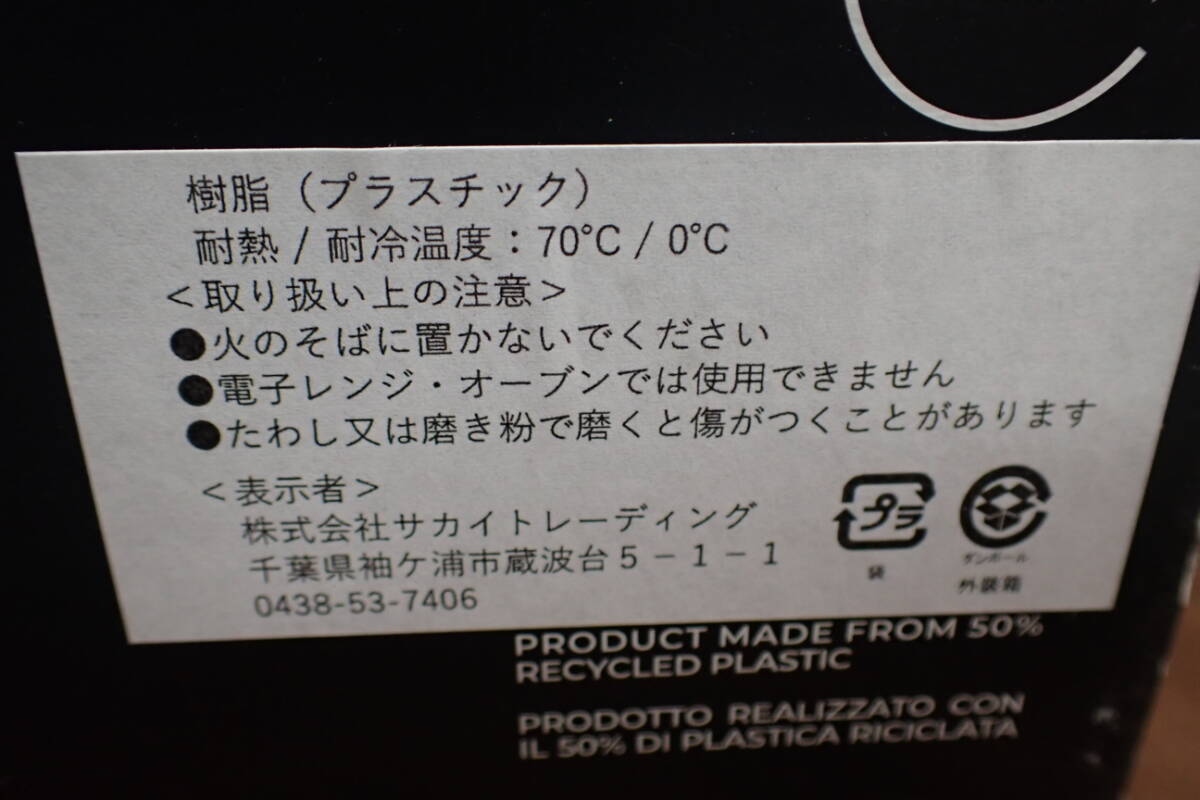 樹脂（プラスチック）
耐熱 / 耐冷温度：70℃ / 0℃
＜取り扱い上の注意＞
●火のそばに置かないでください
●電子レンジ・オーブンでは使用できません
●たわし又は磨き粉で磨くと傷がつくことがあります
＜表示者＞
株式会社サカイトレーディング
千葉県袖ケ浦市蔵波台５－１－１
0438-53-7406
プラ
袋
ダンボール
外装箱
PRODUCT MADE FROM 50%
RECYCLED PLASTIC
PRODOTTO REALIZZATO CON
IL 50% DI PLASTICA RICICLATA